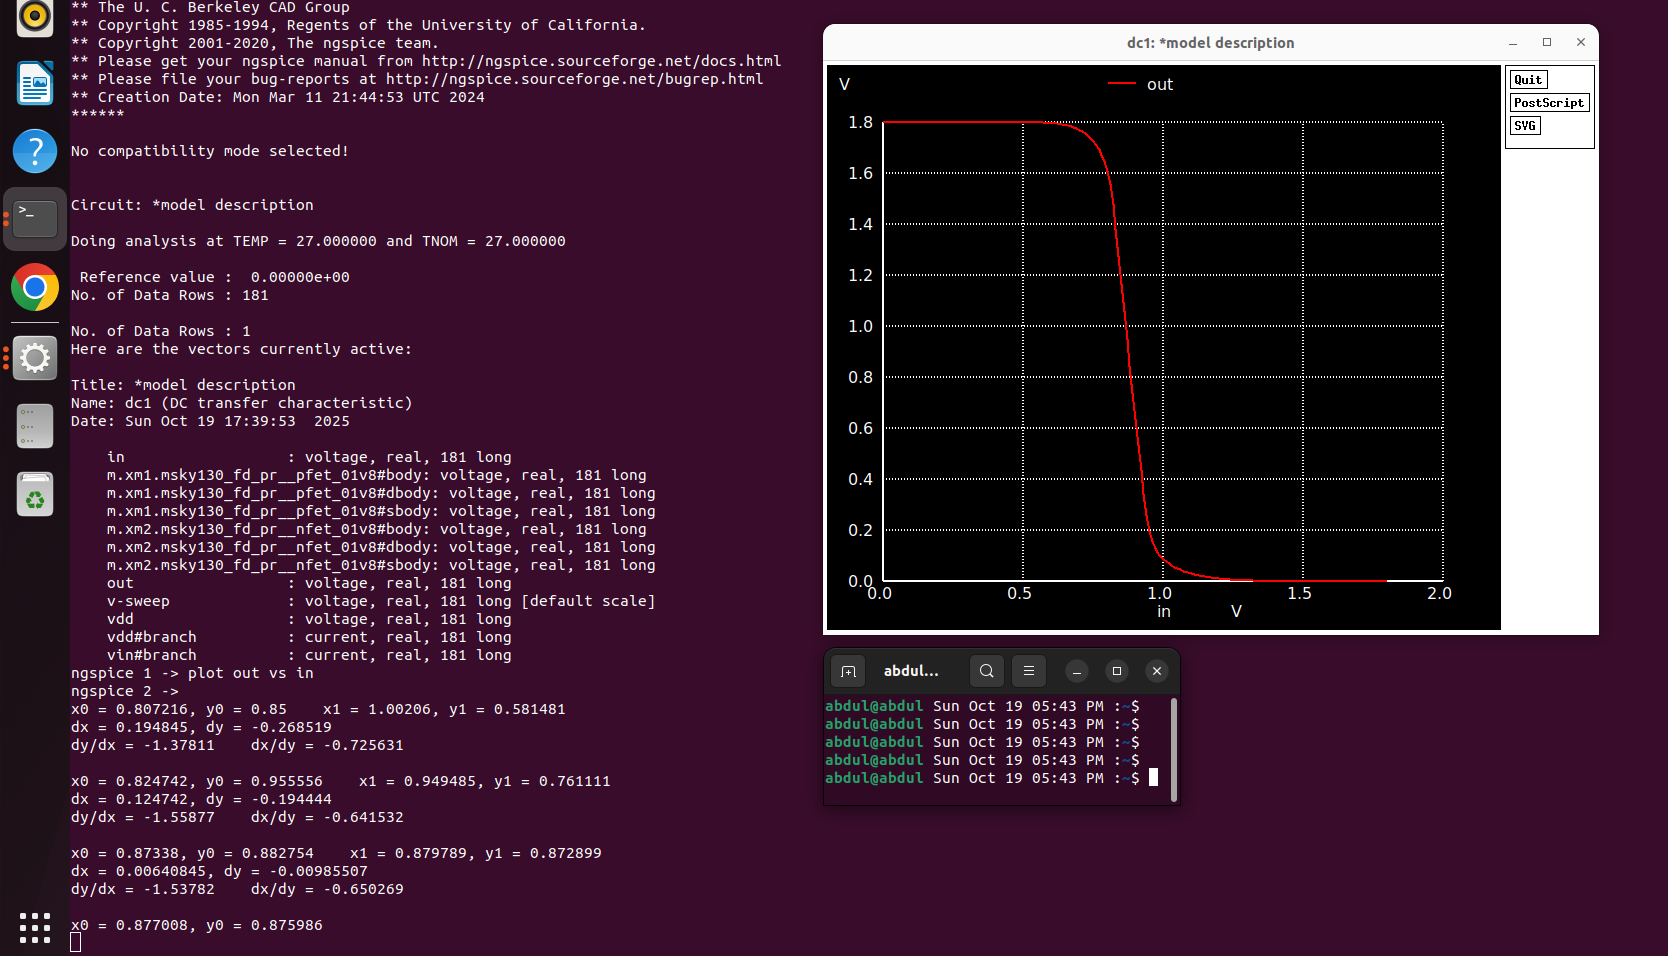 ** The U. C. Berkeley CAD Group
** Copyright 1985-1994, Regents of the University of California.
** Copyright 2001-2020, The ngspice team.
** Please get your ngspice manual from http://ngspice.sourceforge.net/docs.html
** Please file your bug-reports at http://ngspice.sourceforge.net/bugrep.html
** Creation Date: Mon Mar 11 21:44:53 UTC 2024
******
No compatibility mode selected!
Circuit: *model description
Doing analysis at TEMP = 27.000000 and TNOM = 27.000000
Reference value :  0.00000e+00
No. of Data Rows : 181
No. of Data Rows : 1
Here are the vectors currently active:
Title: *model description
Name: dc1 (DC transfer characteristic)
Date: Sun Oct 19 17:39:53  2025
in                  : voltage, real, 181 long
m.xm1.msky130_fd_pr__pfet_01v8#body: voltage, real, 181 long
m.xm1.msky130_fd_pr__pfet_01v8#dbody: voltage, real, 181 long
m.xm1.msky130_fd_pr__pfet_01v8#sbody: voltage, real, 181 long
m.xm2.msky130_fd_pr__nfet_01v8#body: voltage, real, 181 long
m.xm2.msky130_fd_pr__nfet_01v8#dbody: voltage, real, 181 long
m.xm2.msky130_fd_pr__nfet_01v8#sbody: voltage, real, 181 long
out                 : voltage, real, 181 long
v-sweep             : voltage, real, 181 long [default scale]
vdd                 : voltage, real, 181 long
vdd#branch          : current, real, 181 long
vin#branch          : current, real, 181 long
ngspice 1 -> plot out vs in
ngspice 2 ->
x0 = 0.807216, y0 = 0.85    x1 = 1.00206, y1 = 0.581481
dx = 0.194845, dy = -0.268519
dy/dx = -1.37811    dx/dy = -0.725631
x0 = 0.824742, y0 = 0.955556    x1 = 0.949485, y1 = 0.761111
dx = 0.124742, dy = -0.194444
dy/dx = -1.55877    dx/dy = -0.641532
x0 = 0.87338, y0 = 0.882754    x1 = 0.879789, y1 = 0.872899
dx = 0.00640845, dy = -0.00985507
dy/dx = -1.53782    dx/dy = -0.650269
x0 = 0.877008, y0 = 0.875986
dc1: *model description
Quit
PostScript
SVG
V
out
1.8
1.6
1.4
1.2
1.0
0.8
0.6
0.4
0.2
0.0
0.0 0.5 1.0 1.5 2.0
in V
abdul...
abdul@abdul Sun Oct 19 05:43 PM :~$
abdul@abdul Sun Oct 19 05:43 PM :~$
abdul@abdul Sun Oct 19 05:43 PM :~$
abdul@abdul Sun Oct 19 05:43 PM :~$
abdul@abdul Sun Oct 19 05:43 PM :~$